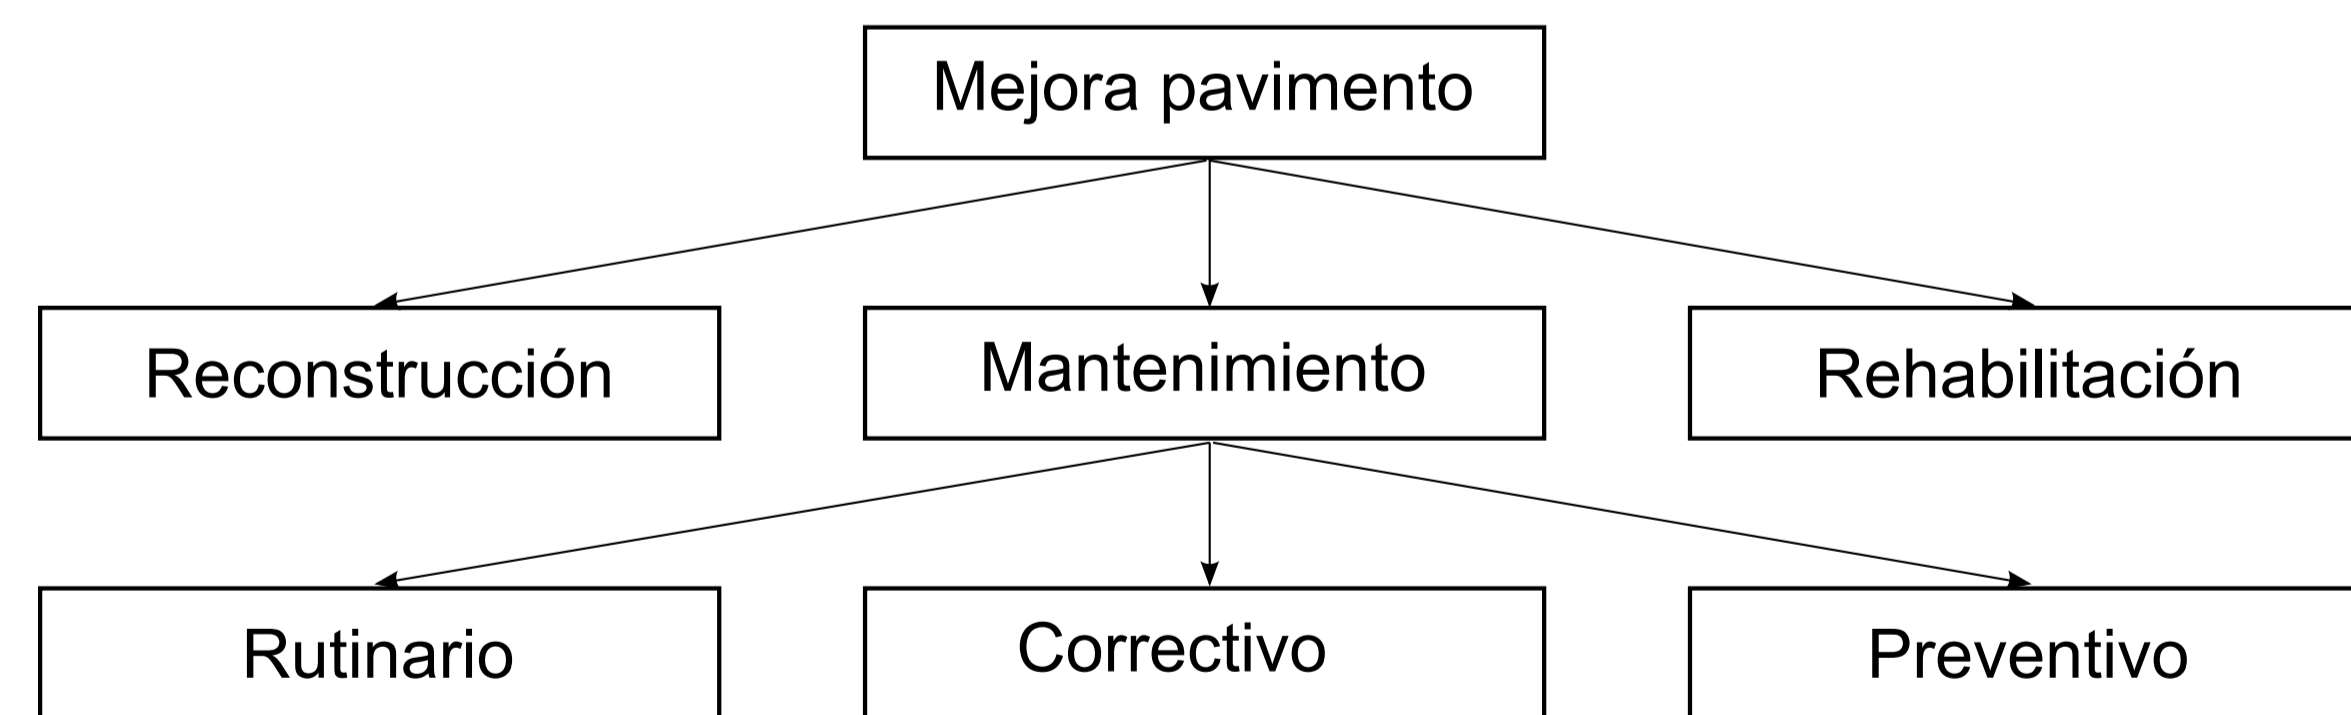 Mejora pavimento
Reconstrucción
Mantenimiento
Rehabilitación
Rutinario
Correctivo
Preventivo